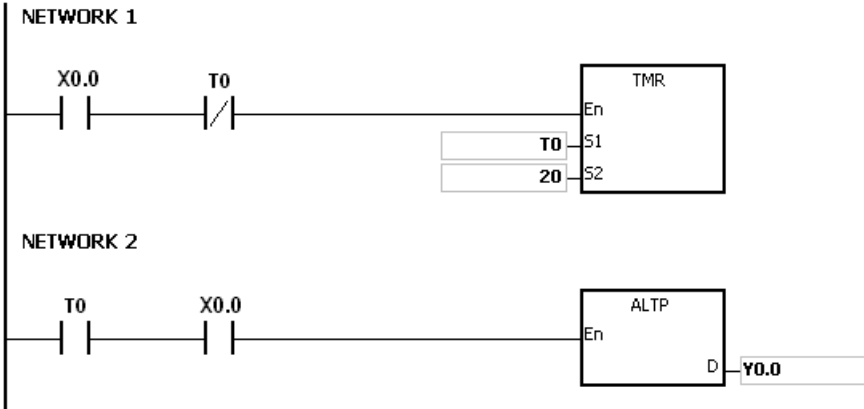 NETWORK 1
X0.0
T0
TMR
En
T0 S1
20 S2
NETWORK 2
T0
X0.0
ALTP
En
D Y0.0